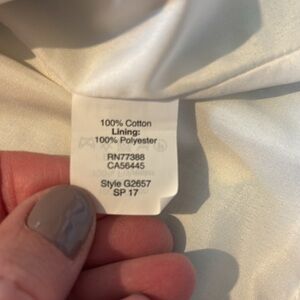 100% Cotton
Lining:
100% Polyester
RN77388
CA56445
Style G2657
SP 17